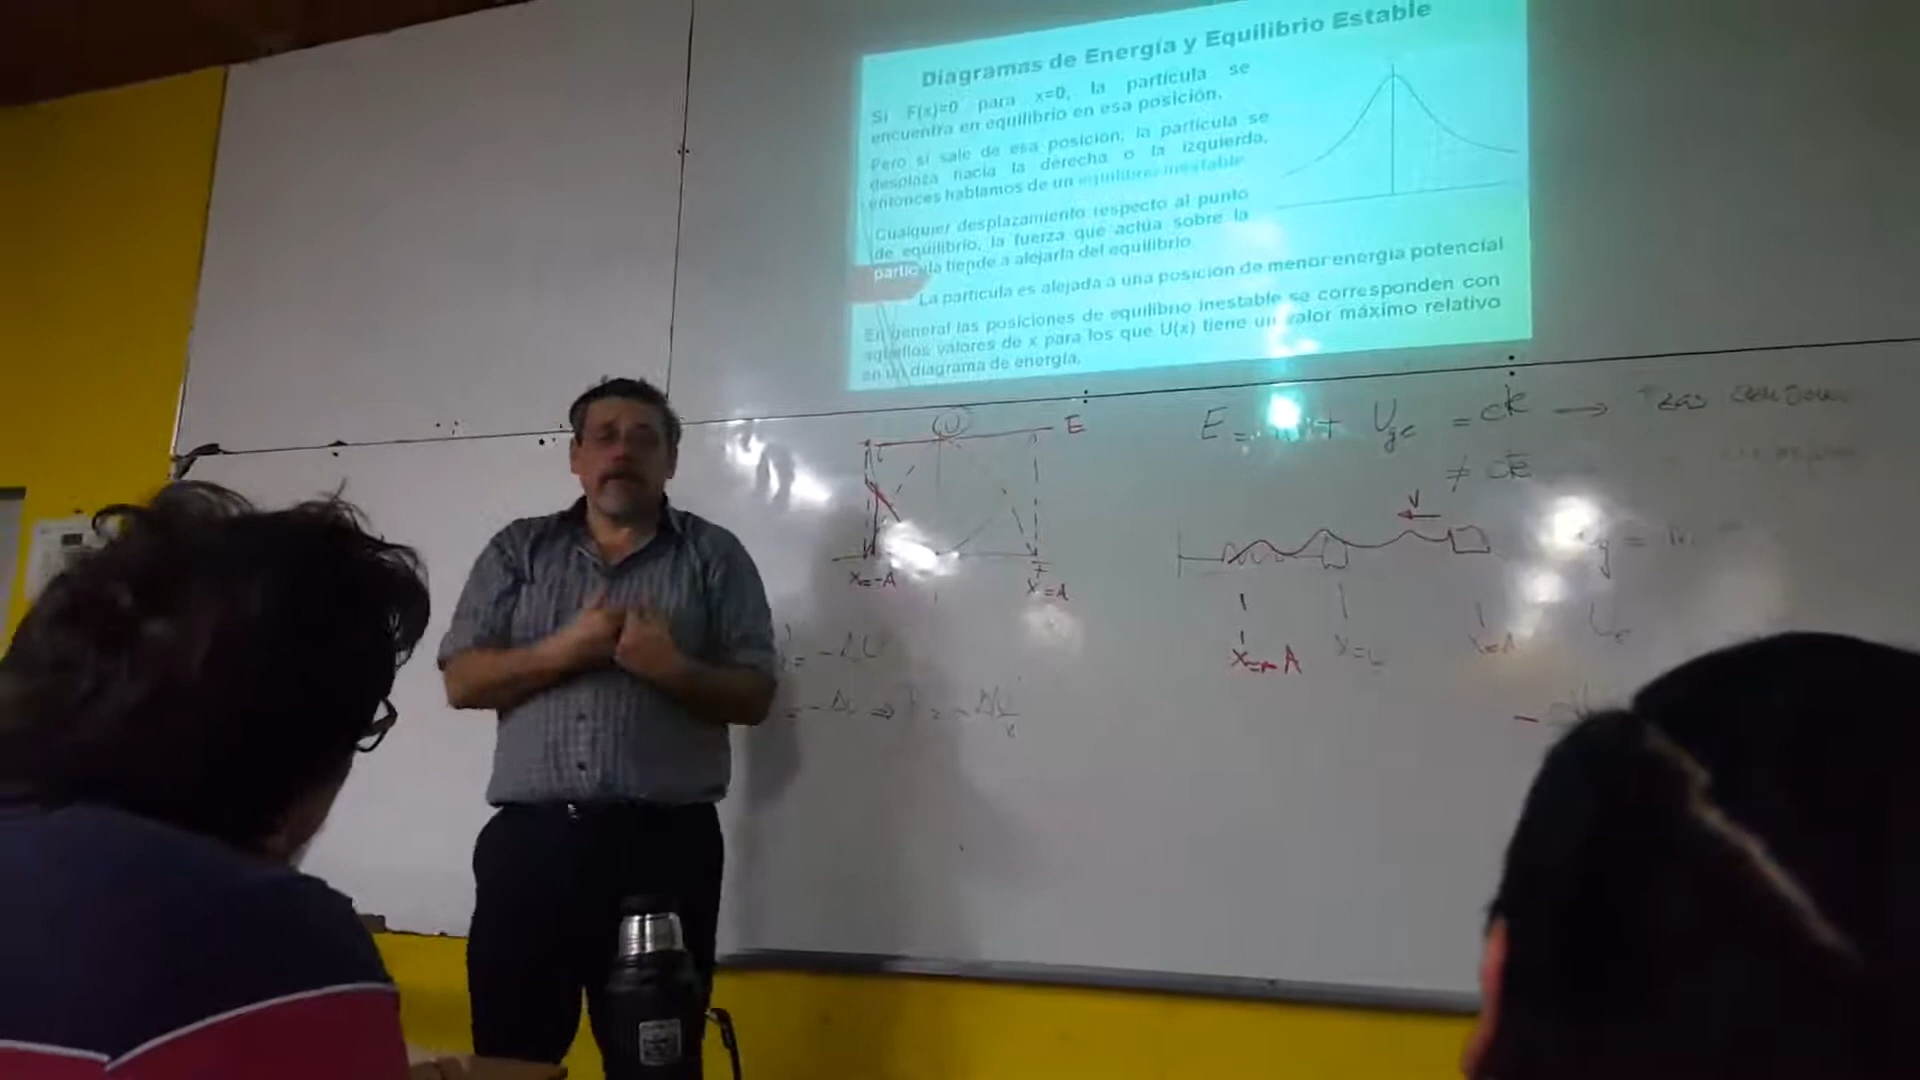 Diagramas de Energía y Equilibrio Estable
Si F(x)=0 para x=0, la partícula se
encuentra en equilibrio en esa posición.
Pero si sale de esa posición, la partícula se
desplaza hacia la derecha o la izquierda,
entonces hablamos de un equilibrio inestable
Cualquier desplazamiento respecto al punto
de equilibrio, la fuerza que actúa sobre la
partícula tiende a alejarla del equilibrio
La partícula es alejada a una posición de menor energía potencial
En general las posiciones de equilibrio inestable se corresponden con
aquellos valores de x para los que U(x) tiene un valor máximo relativo
en un diagrama de energía.
U E
E = + U = ck →
≠ ck
V
x=-A x=A
x= A x= x=A
= -ΔU